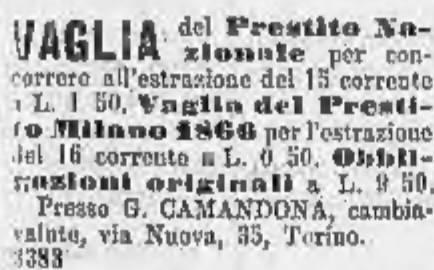 VAGLIA del Prestito Na-
zionale per con-
correre all'estrazione del 15 corrente
a L. 1 50. Vaglia del Presti-
to Milano 1866 per l'estrazione
del 16 corrente a L. 0 50. Obbli-
gazioni originali a L. 9 50.
Presso G. CAMANDONA, cambia-
valute, via Nuova, 35, Torino.
3383